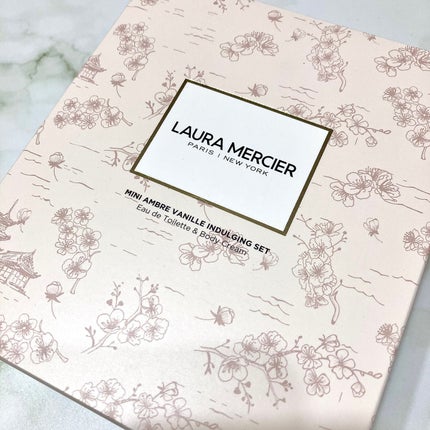 LAURA MERCIER
PARIS | NEW YORK
MINI AMBRE VANILLE INDULGING SET
Eau de Toilette & Body Cream